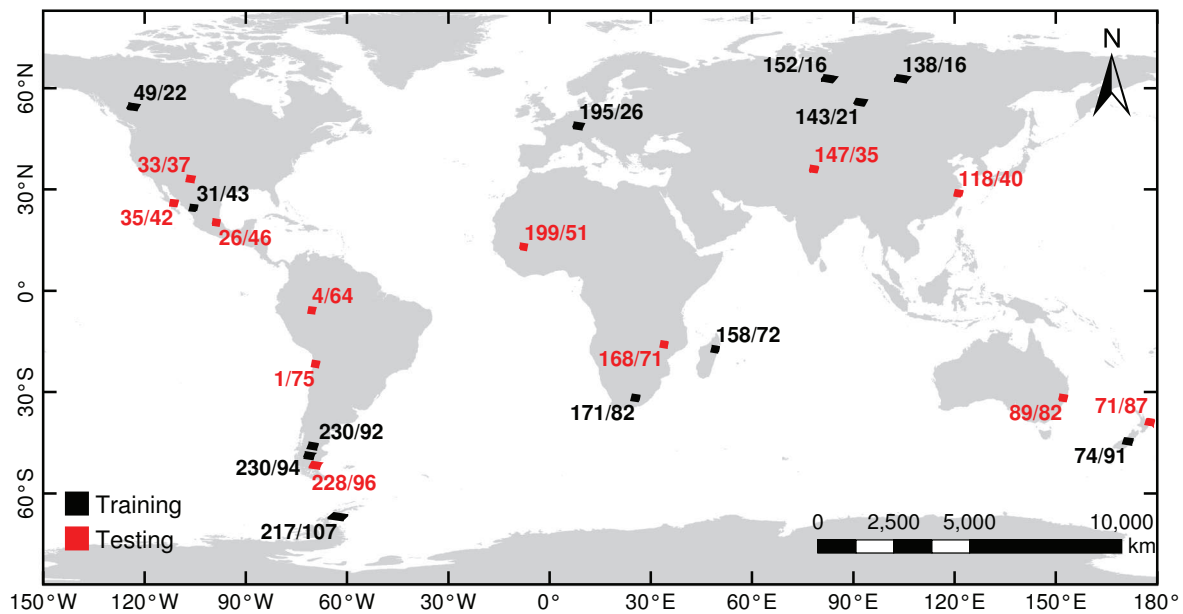 N
152/16
138/16
60°N
49/22
195/26
143/21
33/37
147/35
31/43
118/40
30°N
35/42
26/46
199/51
4/64
0°
158/72
168/71
1/75
30°S
171/82
89/82
71/87
230/92
74/91
230/94
228/96
60°S
Training
217/107
Testing
0 2,500 5,000 10,000
km
150°W 120°W 90°W 60°W 30°W 0° 30°E 60°E 90°E 120°E 150°E 180°